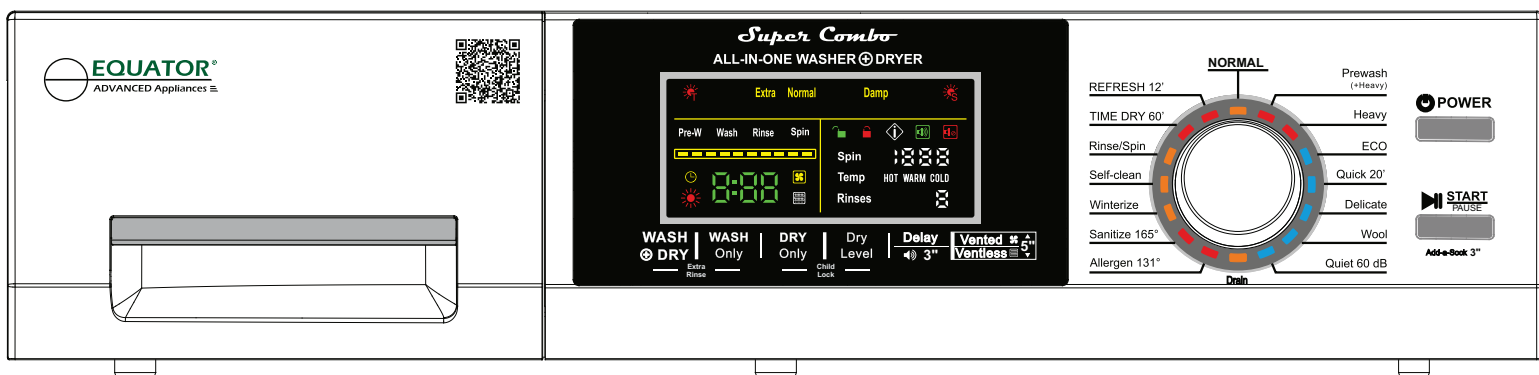 EQUATOR®
ADVANCED Appliances
Super Combo
ALL-IN-ONE WASHER + DRYER
Extra Normal Damp
Pre-W Wash Rinse Spin
Spin 1888
Temp HOT WARM COLD
8:88
Rinses 8
WASH + DRY
Extra Rinse
WASH Only
DRY Only
Child Lock
Dry Level
Delay
3"
Vented
Ventless
5"
NORMAL
REFRESH 12'
TIME DRY 60'
Rinse/Spin
Self-clean
Winterize
Sanitize 165°
Allergen 131°
Drain
Prewash
(+Heavy)
Heavy
ECO
Quick 20'
Delicate
Wool
Quiet 60 dB
POWER
START
PAUSE
Add-a-Sock 3"